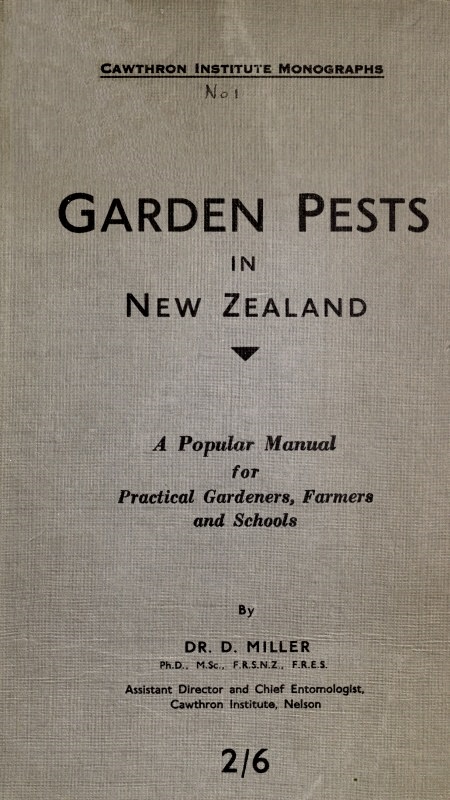 CAWTHRON INSTITUTE MONOGRAPHS
No 1
GARDEN PESTS
IN
NEW ZEALAND
A Popular Manual
for
Practical Gardeners, Farmers
and Schools
By
DR. D. MILLER
Ph.D., M.Sc., F.R.S.N.Z., F.R.E.S.
Assistant Director and Chief Entomologist,
Cawthron Institute, Nelson
2/6